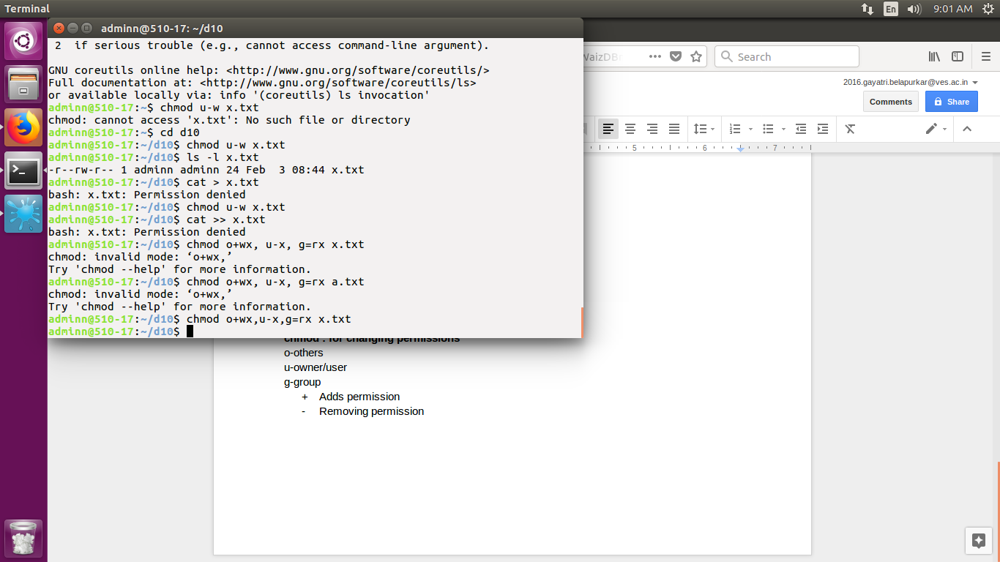 Terminal
En
9:01 AM
adminn@510-17: ~/d10
2 if serious trouble (e.g., cannot access command-line argument).
GNU coreutils online help: <http://www.gnu.org/software/coreutils/>
Full documentation at: <http://www.gnu.org/software/coreutils/ls>
or available locally via: info '(coreutils) ls invocation'
adminn@510-17:~$ chmod u-w x.txt
chmod: cannot access 'x.txt': No such file or directory
adminn@510-17:~$ cd d10
adminn@510-17:~/d10$ chmod u-w x.txt
adminn@510-17:~/d10$ ls -l x.txt
-r--rw-r-- 1 adminn adminn 24 Feb  3 08:44 x.txt
adminn@510-17:~/d10$ cat > x.txt
bash: x.txt: Permission denied
adminn@510-17:~/d10$ chmod u-w x.txt
adminn@510-17:~/d10$ cat >> x.txt
bash: x.txt: Permission denied
adminn@510-17:~/d10$ chmod o+wx, u-x, g=rx x.txt
chmod: invalid mode: ‘o+wx,’
Try 'chmod --help' for more information.
adminn@510-17:~/d10$ chmod o+wx, u-x, g=rx a.txt
chmod: invalid mode: ‘o+wx,’
Try 'chmod --help' for more information.
adminn@510-17:~/d10$ chmod o+wx,u-x,g=rx x.txt
adminn@510-17:~/d10$
Search
2016.gayatri.belapurkar@ves.ac.in
Comments
Share
5 6 7
chmod : for changing permissions
o-others
u-owner/user
g-group
+ Adds permission
- Removing permission